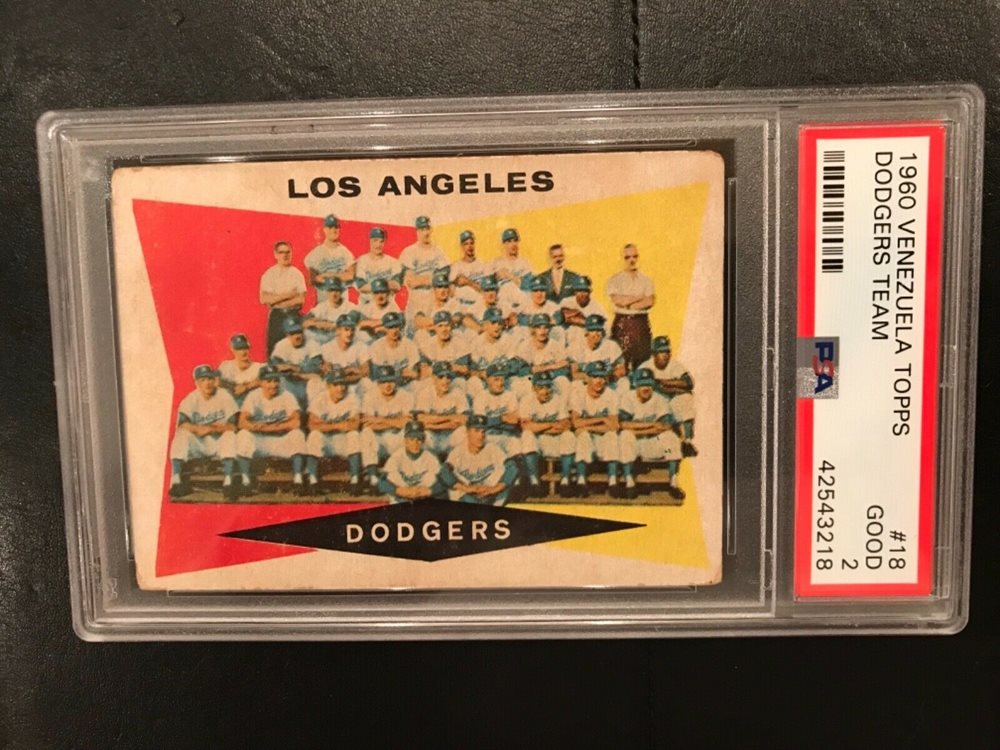 LOS ANGELES
DODGERS
1960 VENEZUELA TOPPS #18
DODGERS TEAM GOOD 2
PSA 42543218